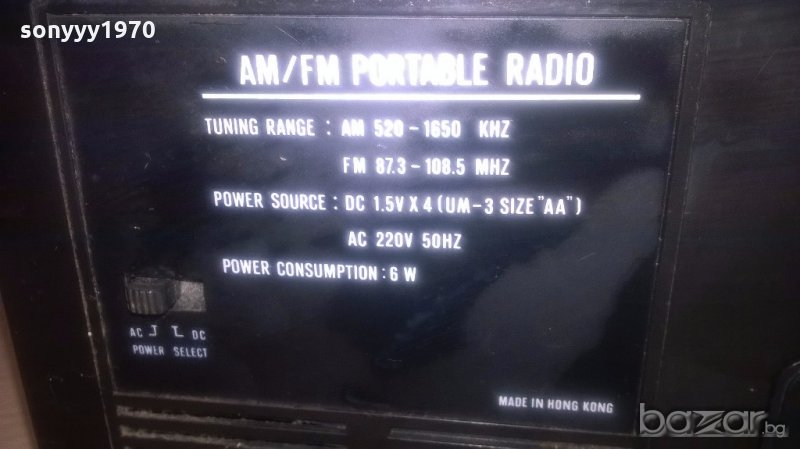 sonyyy1970
AM/FM PORTABLE RADIO
TUNING RANGE : AM 520 - 1650 KHZ
FM 87.3 - 108.5 MHZ
POWER SOURCE : DC 1.5V X 4 (UM-3 SIZE "AA")
AC 220V 50HZ
POWER CONSUMPTION : 6 W
AC DC
POWER SELECT
MADE IN HONG KONG
bazar.bg